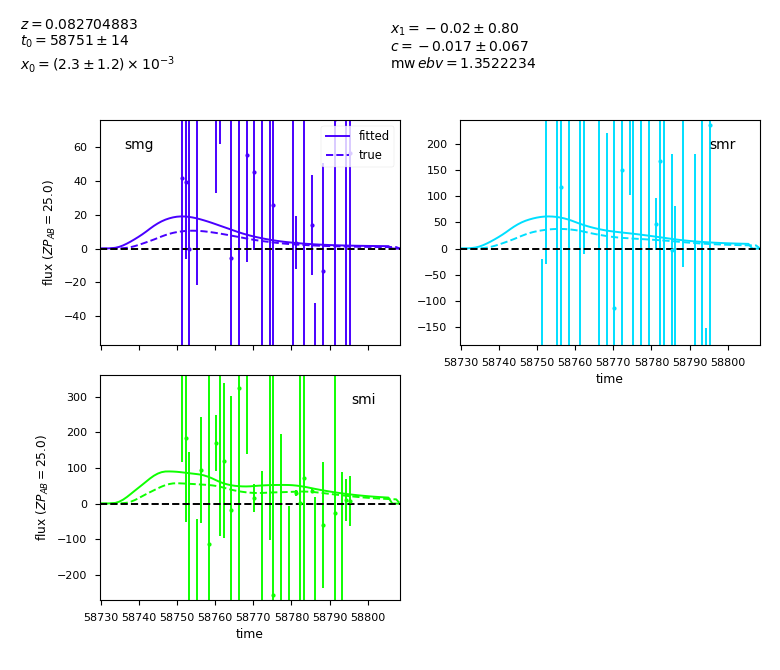 z = 0.082704883
t₀ = 58751 ± 14
x₀ = (2.3 ± 1.2) × 10⁻³
x₁ = −0.02 ± 0.80
c = −0.017 ± 0.067
mw ebv = 1.3522234
smg
fitted
true
60
40
20
0
−20
−40
flux (ZP_AB = 25.0)
smr
200
150
100
50
0
−50
−100
−150
58730 58740 58750 58760 58770 58780 58790 58800
time
smi
300
200
100
0
−100
−200
flux (ZP_AB = 25.0)
58730 58740 58750 58760 58770 58780 58790 58800
time